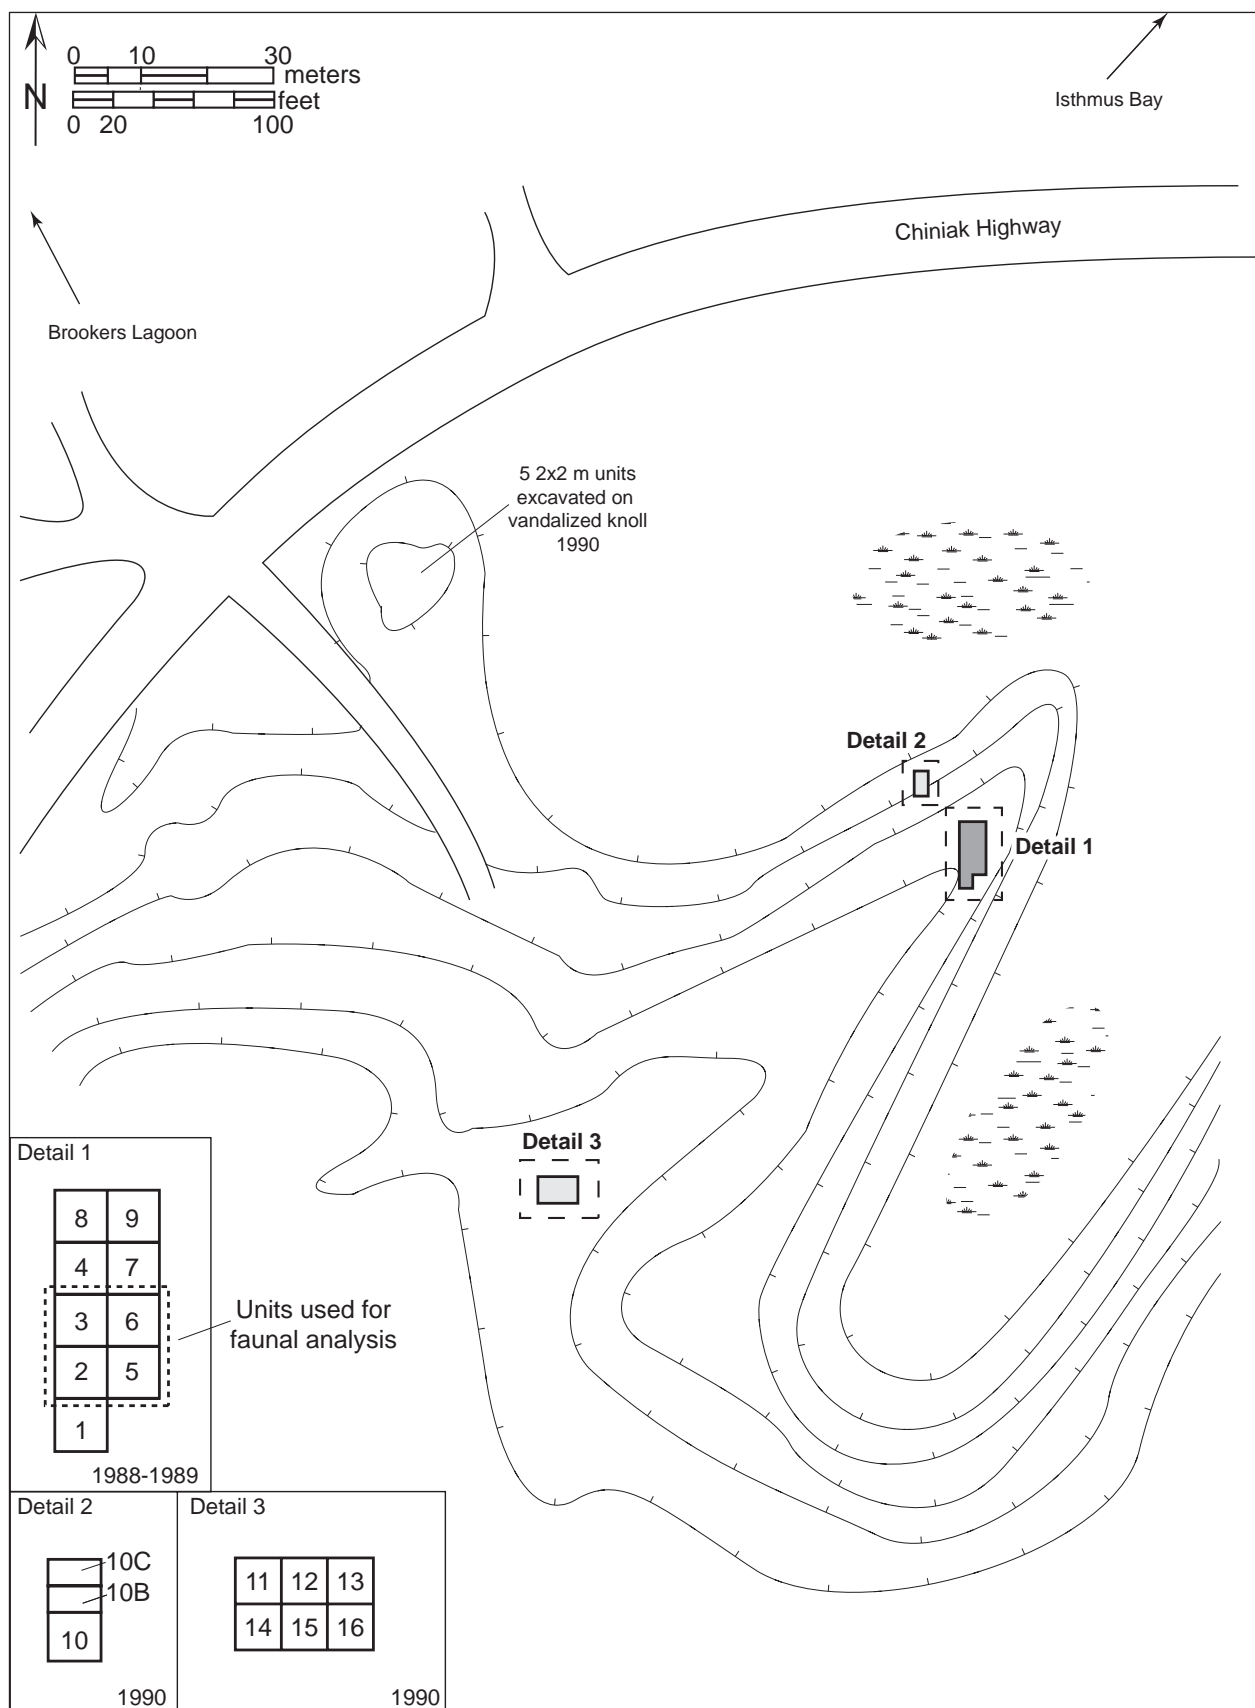 0 10 30
meters
N
feet
0 20 100
Isthmus Bay
Chiniak Highway
Brookers Lagoon
5 2x2 m units
excavated on
vandalized knoll
1990
Detail 2
Detail 1
Detail 3
Detail 1
8 9
4 7
3 6
2 5
1
Units used for
faunal analysis
1988-1989
Detail 2
10C
10B
10
1990
Detail 3
11 12 13
14 15 16
1990